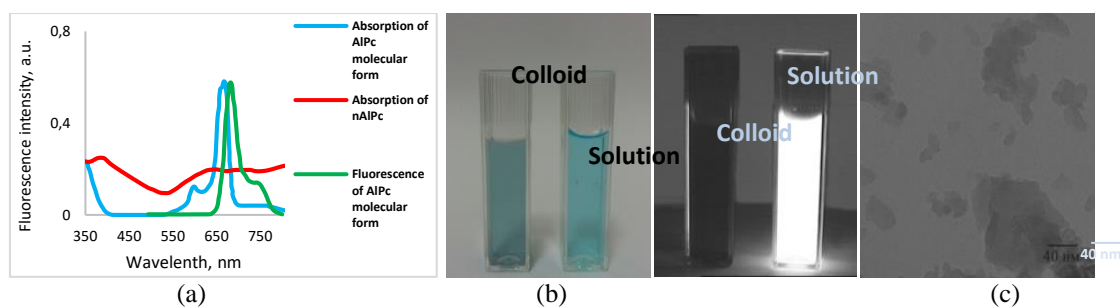 0,8
0,4
0
Fluorescence intensity, a.u.
350 450 550 650 750
Wavelenth, nm
Absorption of
AlPc
molecular
form
Absorption of
nAlPc
Fluorescence
of AlPc
molecular
form
(a)
Colloid
Solution
Solution
Colloid
(b)
40 нм
40 nm
(c)